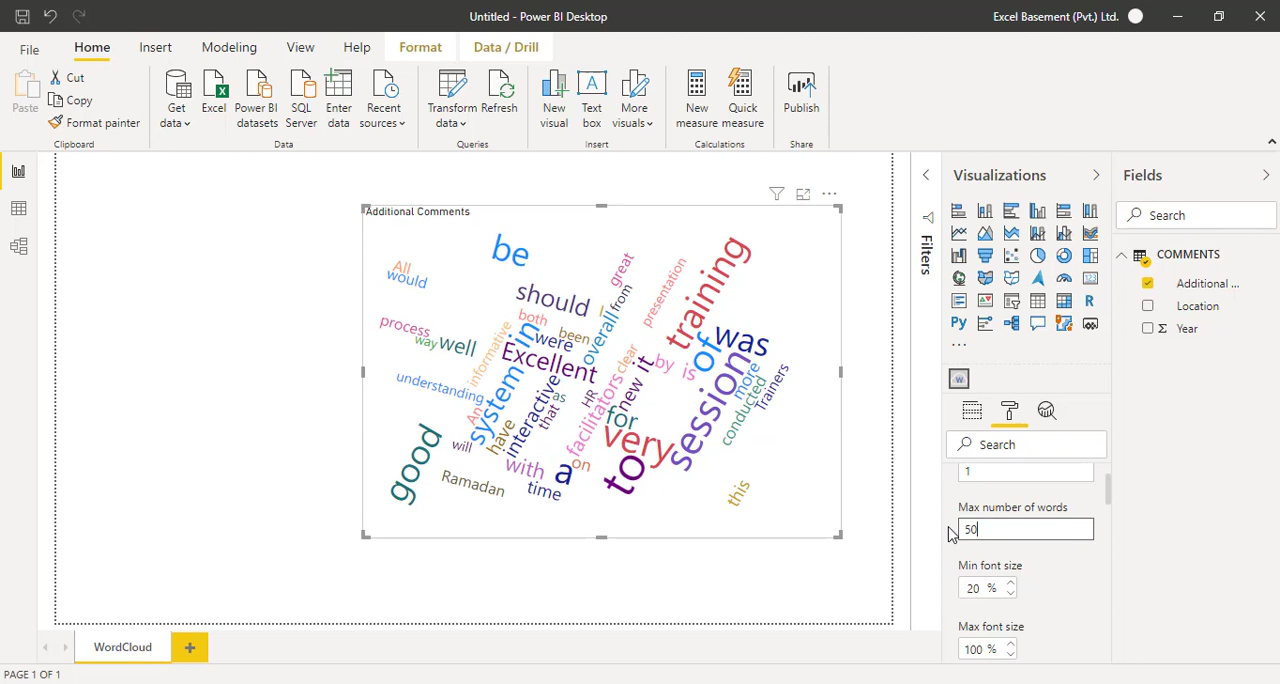 Untitled - Power BI Desktop
Excel Basement (Pvt.) Ltd.
File
Home
Insert
Modeling
View
Help
Format
Data / Drill
Paste
Cut
Copy
Format painter
Clipboard
Get data
Excel
Power BI datasets
SQL Server
Enter data
Recent sources
Data
Transform data
Refresh
Queries
New visual
Text box
More visuals
Insert
New measure
Quick measure
Calculations
Publish
Share
Additional Comments
be
All
would
should
great
from
presentation
training
process
way
well
both
I
informative
in
were
been
overall
Excellent
clear
was
of
understanding
system
interactive
as
that
HR
facilitators
new
it
by
is
session
more
conducted
Trainers
An
have
for
very
good
will
with
a
on
to
Ramadan
time
this
Filters
Visualizations
R
Py
Search
1
Max number of words
50
Min font size
20 %
Max font size
100 %
Fields
Search
COMMENTS
Additional ...
Location
Σ Year
WordCloud
PAGE 1 OF 1